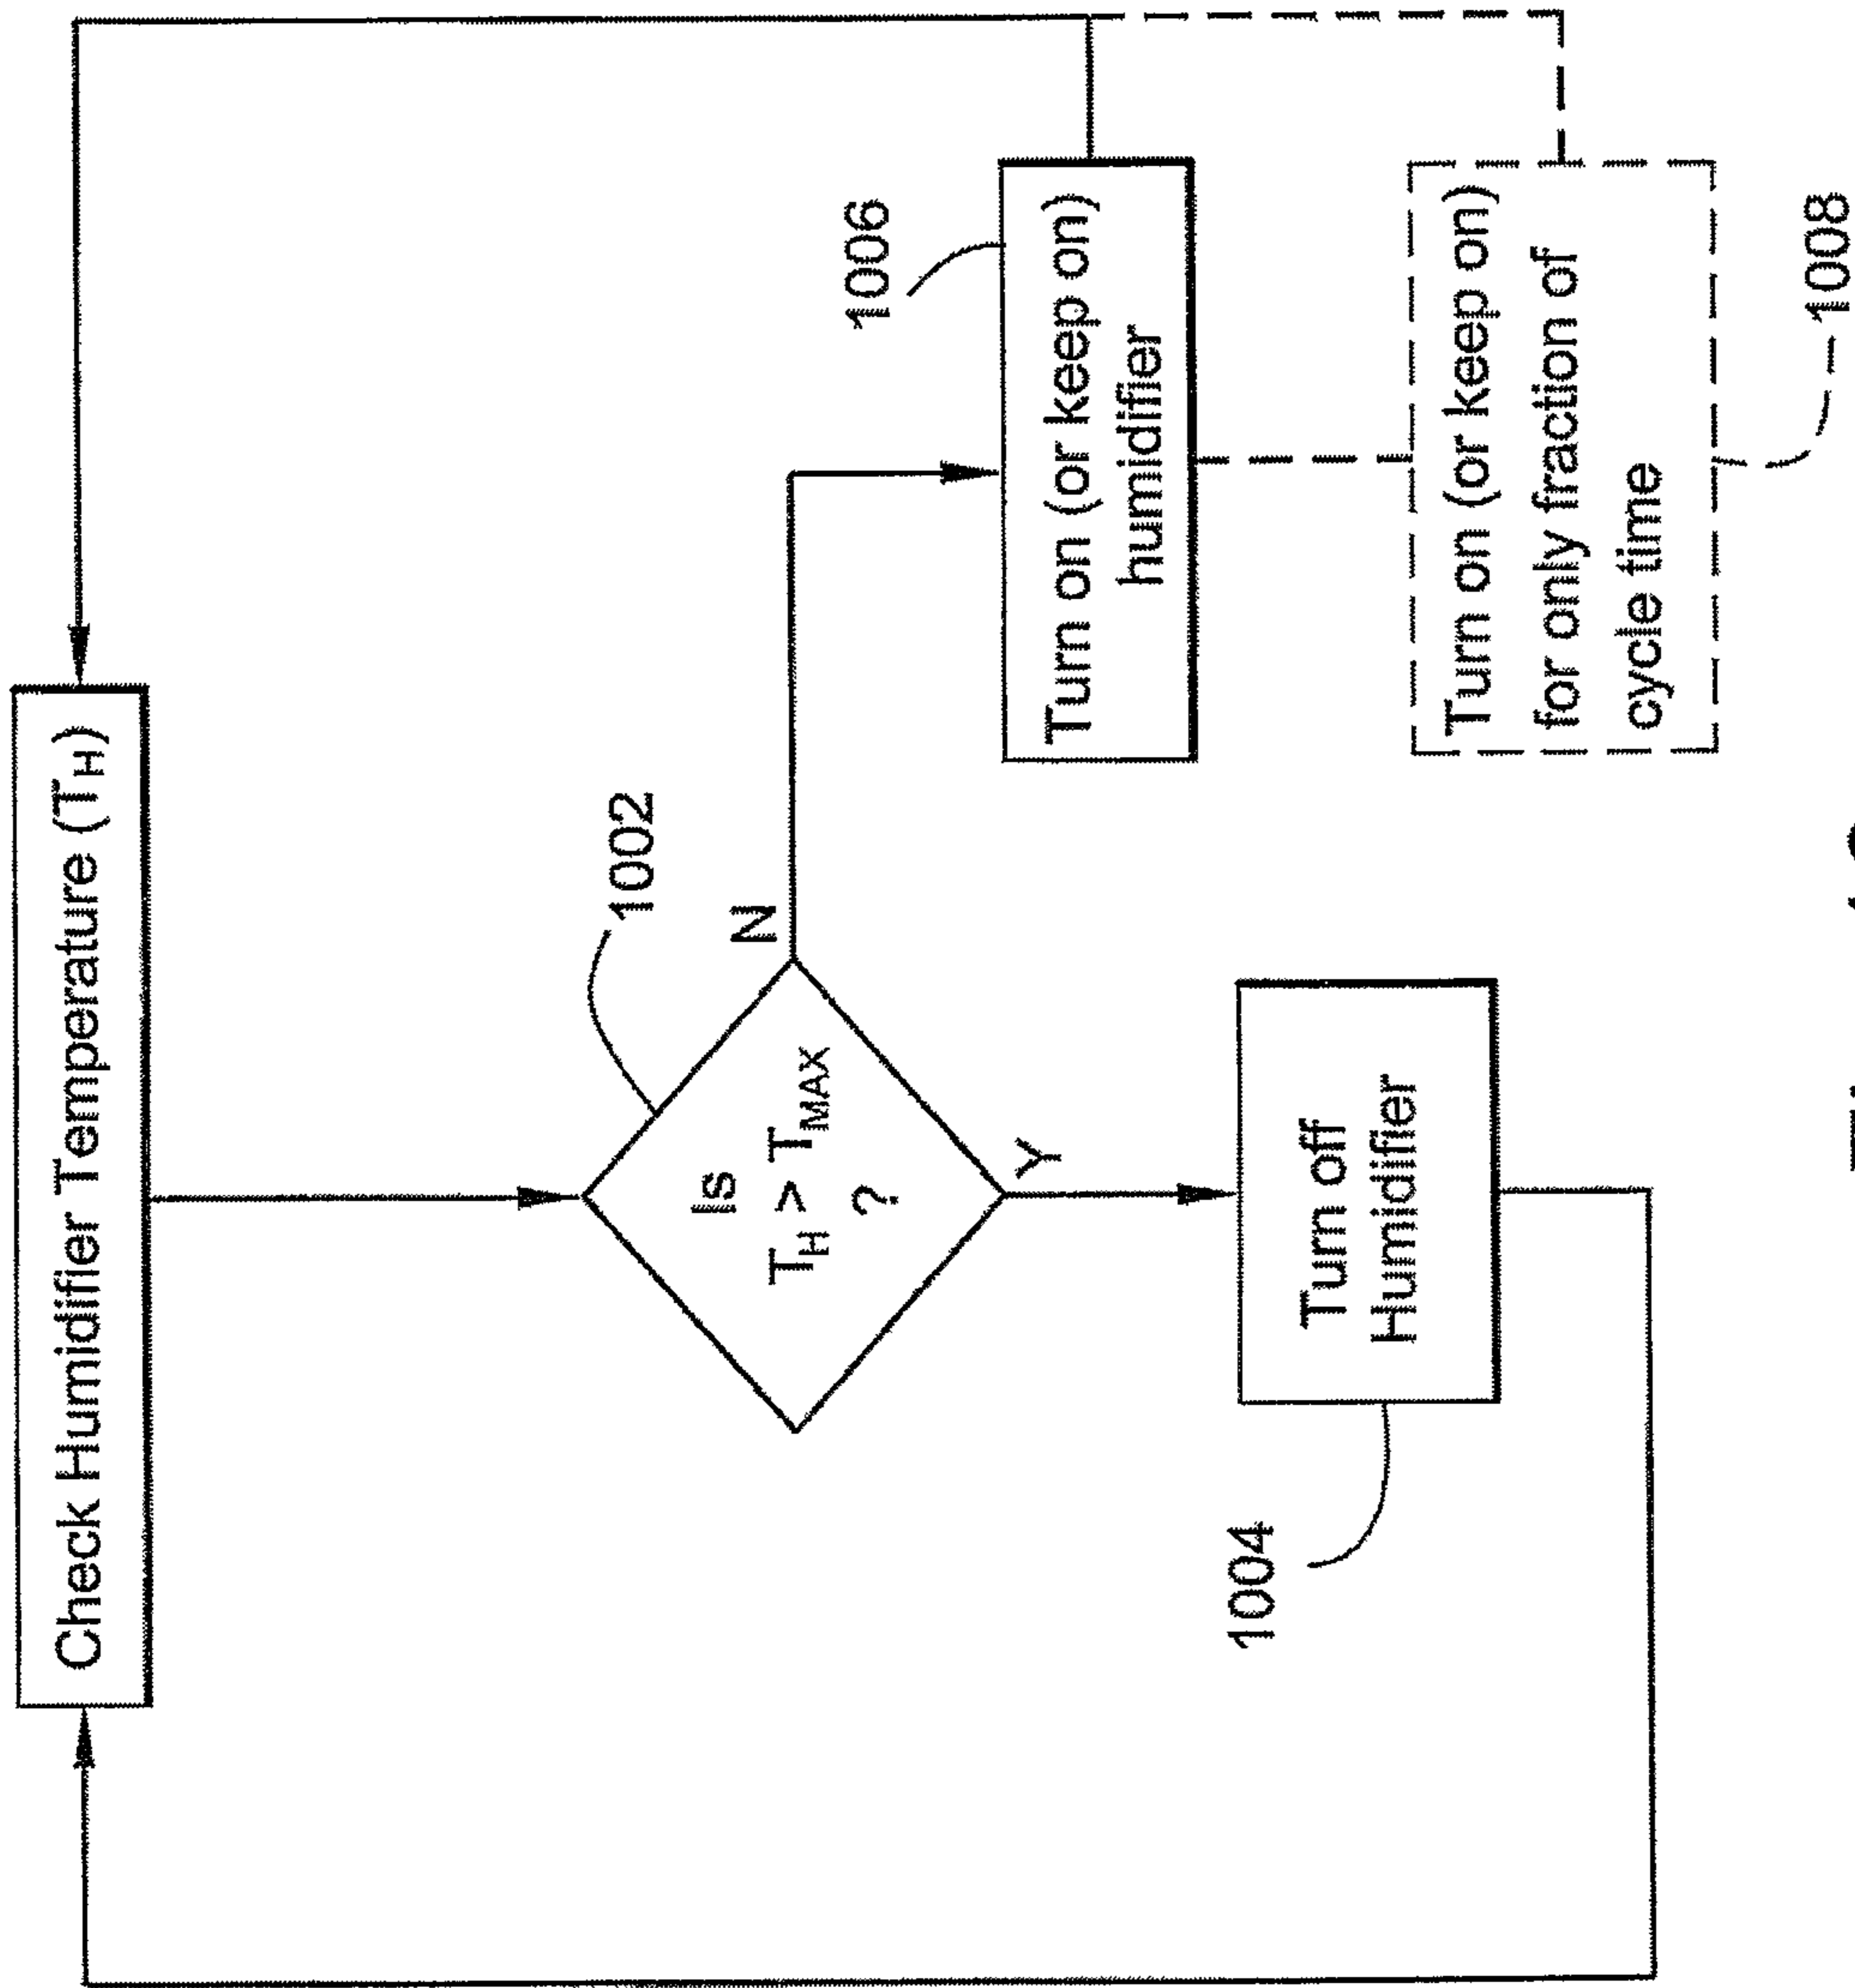 Check Humidifier Temperature (TH)
1002
Is
TH > TMAX
?
N
Y
1006
Turn on (or keep on)
humidifier
1004
Turn off
Humidifier
Turn on (or keep on)
for only fraction of
cycle time
1008